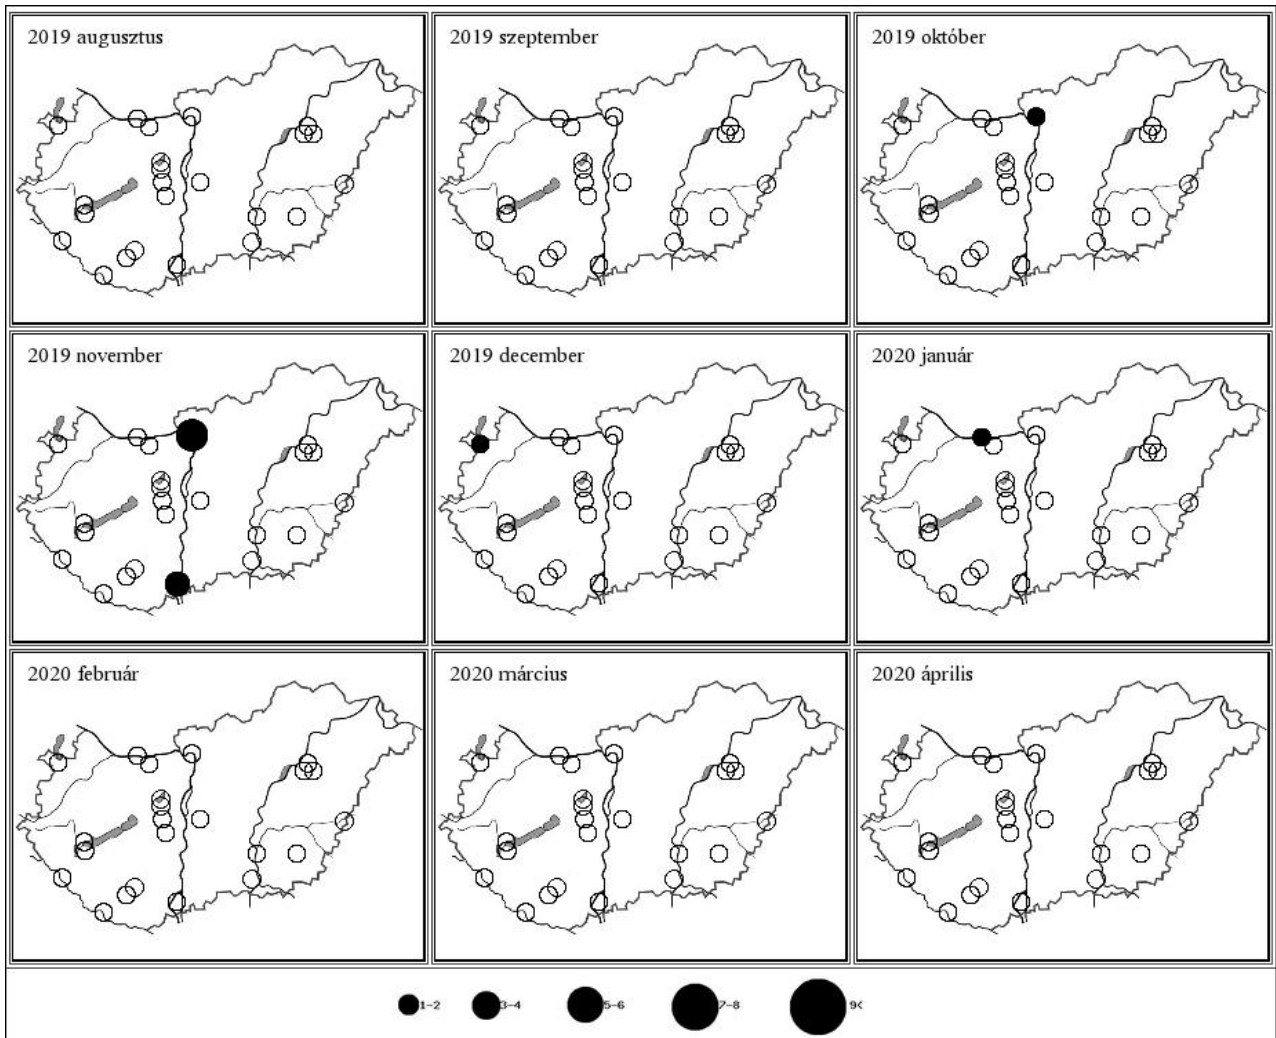 2019 augusztus
2019 szeptember
2019 október
2019 november
2019 december
2020 január
2020 február
2020 március
2020 április
1-2
3-4
5-6
7-8
9<